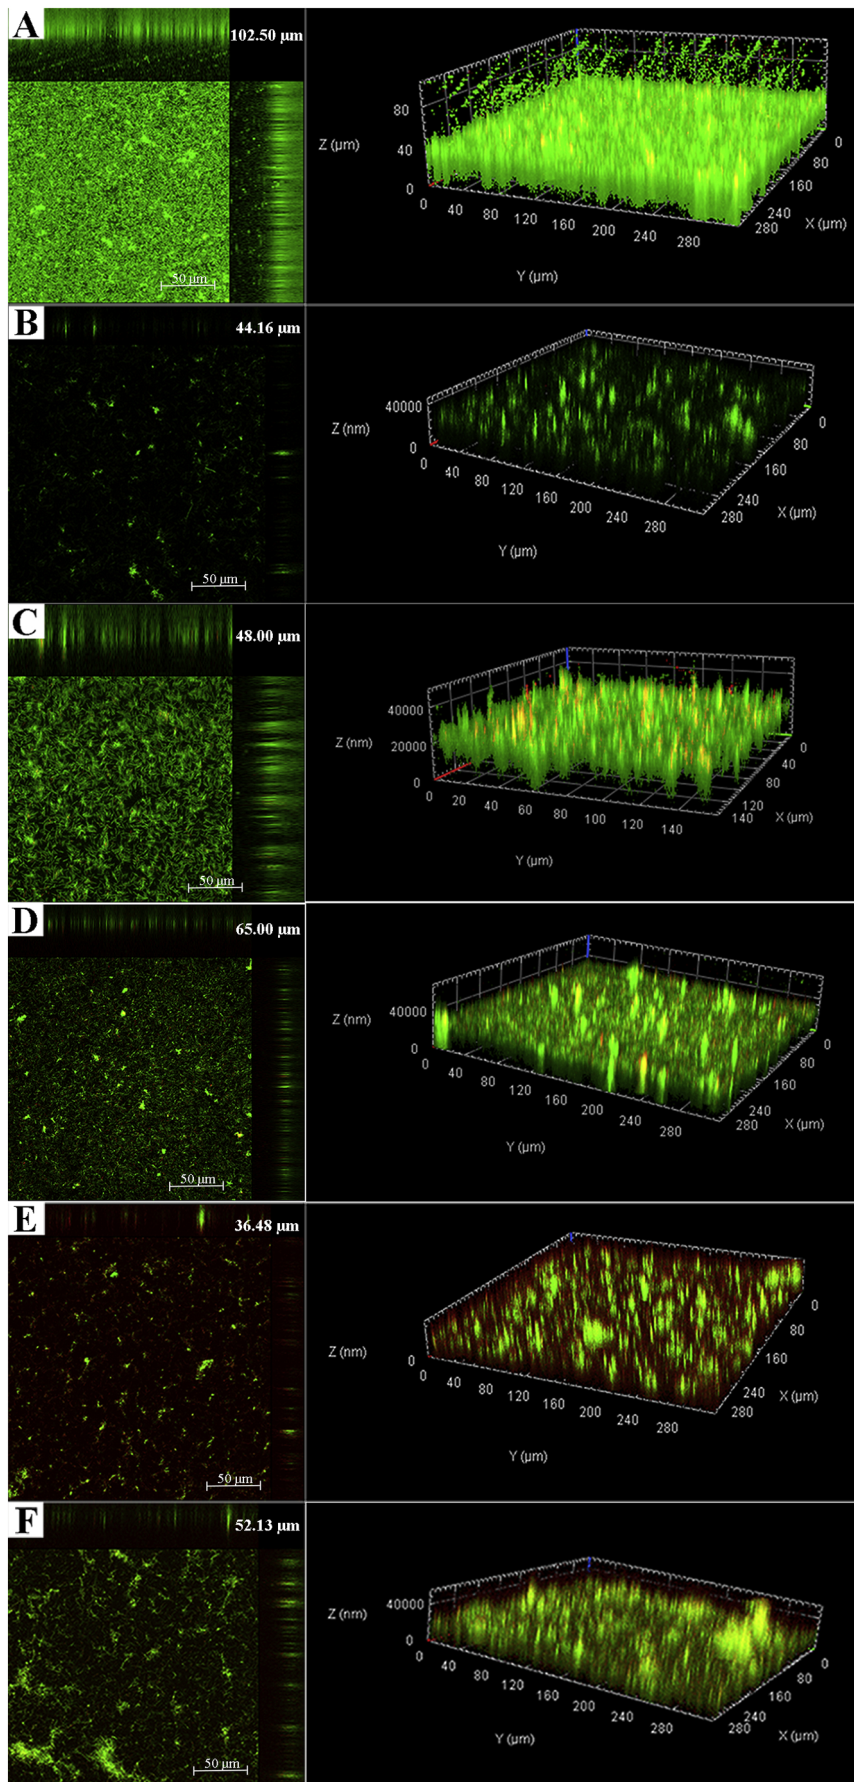 A
102.50 µm
50 µm
Z (µm)
80
40
0
0
40
80
120
160
200
240
280
Y (µm)
0
80
160
240
280
X (µm)
B
44.16 µm
50 µm
Z (nm)
40000
0
0
40
80
120
160
200
240
280
Y (µm)
0
80
160
240
280
X (µm)
C
48.00 µm
50 µm
Z (nm)
40000
20000
0
0
20
40
60
80
100
120
140
Y (µm)
0
40
80
120
140
X (µm)
D
65.00 µm
50 µm
Z (nm)
40000
0
0
40
80
120
160
200
240
280
Y (µm)
0
80
160
240
280
X (µm)
E
36.48 µm
50 µm
Z (nm)
0
0
40
80
120
160
200
240
280
Y (µm)
0
80
160
240
280
X (µm)
F
52.13 µm
50 µm
Z (nm)
40000
0
0
40
80
120
160
200
240
280
Y (µm)
0
80
160
240
280
X (µm)